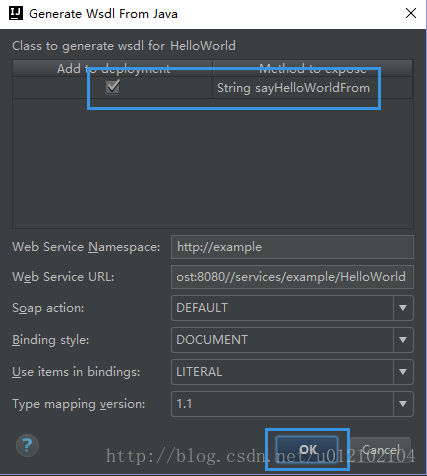 Generate Wsdl From Java
Class to generate wsdl for HelloWorld
Add to deployment Method to expose
String sayHelloWorldFrom
Web Service Namespace: http://example
Web Service URL: ost:8080//services/example/HelloWorld
Soap action: DEFAULT
Binding style: DOCUMENT
Use items in bindings: LITERAL
Type mapping version: 1.1
? OK Cancel
http://blog.csdn.net/u012102104